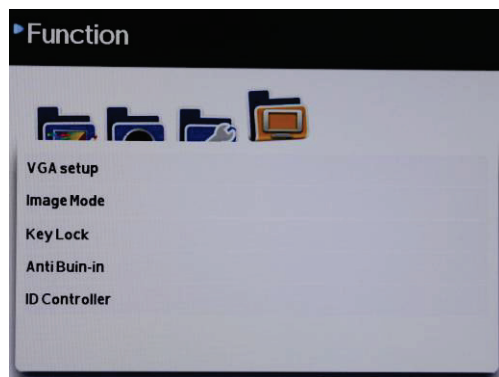 Function
VGA setup
Image Mode
Key Lock
Anti Buin-in
ID Controller